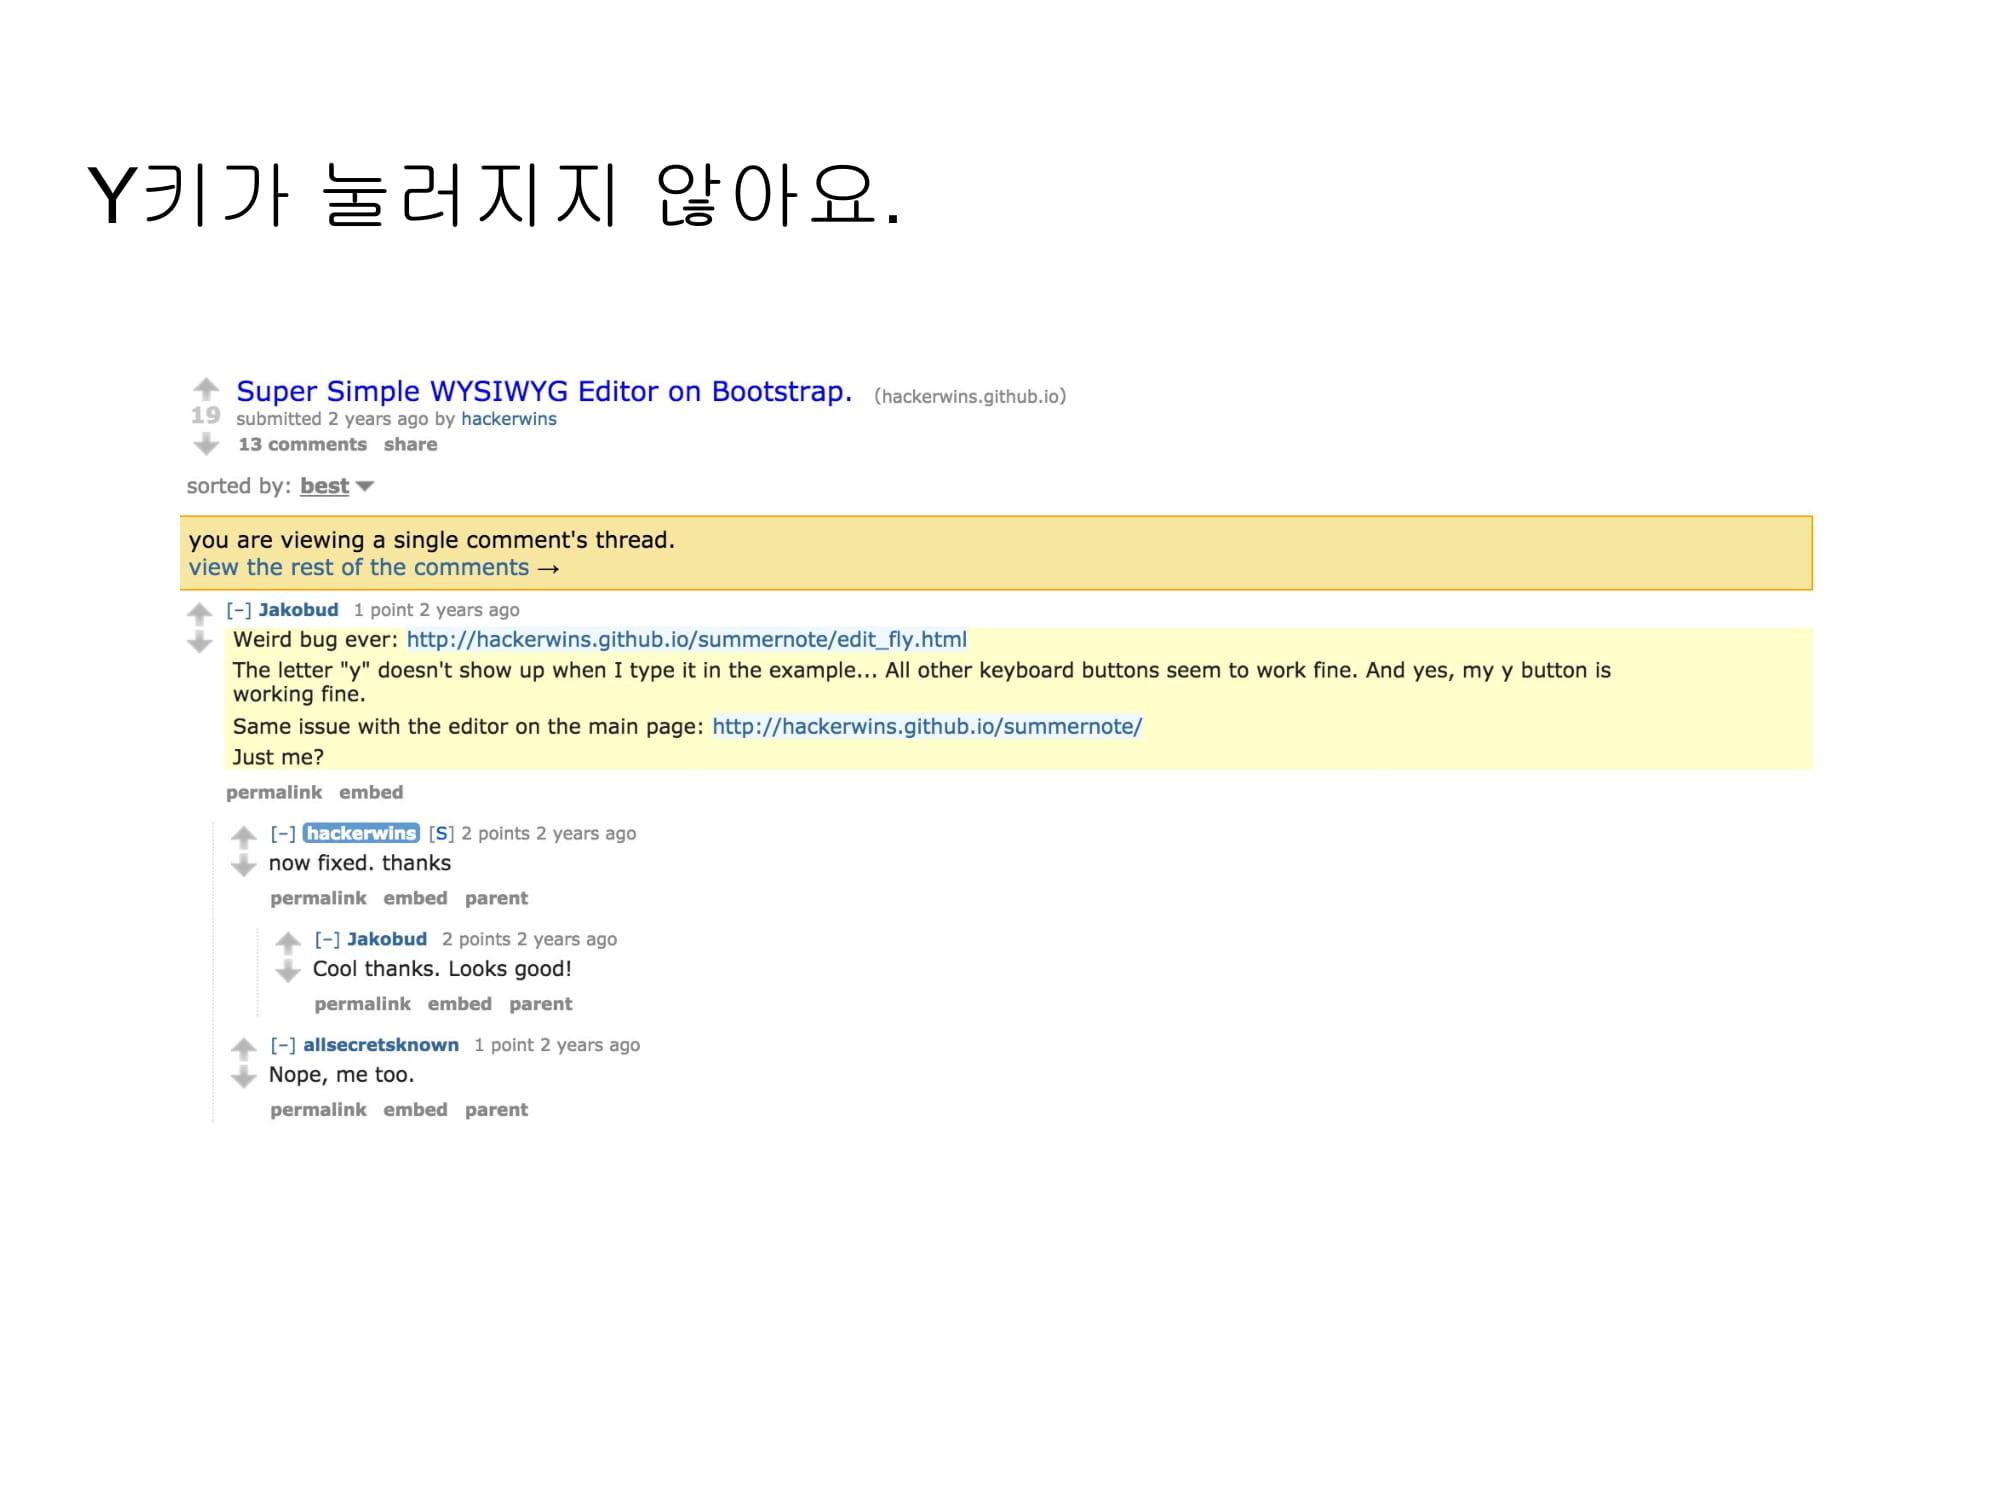 Y키가 눌러지지 않아요.
Super Simple WYSIWYG Editor on Bootstrap. (hackerwins.github.io)
19 submitted 2 years ago by hackerwins
13 comments share
sorted by: best
you are viewing a single comment's thread.
view the rest of the comments →
[–] Jakobud 1 point 2 years ago
Weird bug ever: http://hackerwins.github.io/summernote/edit_fly.html
The letter "y" doesn't show up when I type it in the example... All other keyboard buttons seem to work fine. And yes, my y button is
working fine.
Same issue with the editor on the main page: http://hackerwins.github.io/summernote/
Just me?
permalink embed
[–] hackerwins [S] 2 points 2 years ago
now fixed. thanks
permalink embed parent
[–] Jakobud 2 points 2 years ago
Cool thanks. Looks good!
permalink embed parent
[–] allsecretsknown 1 point 2 years ago
Nope, me too.
permalink embed parent